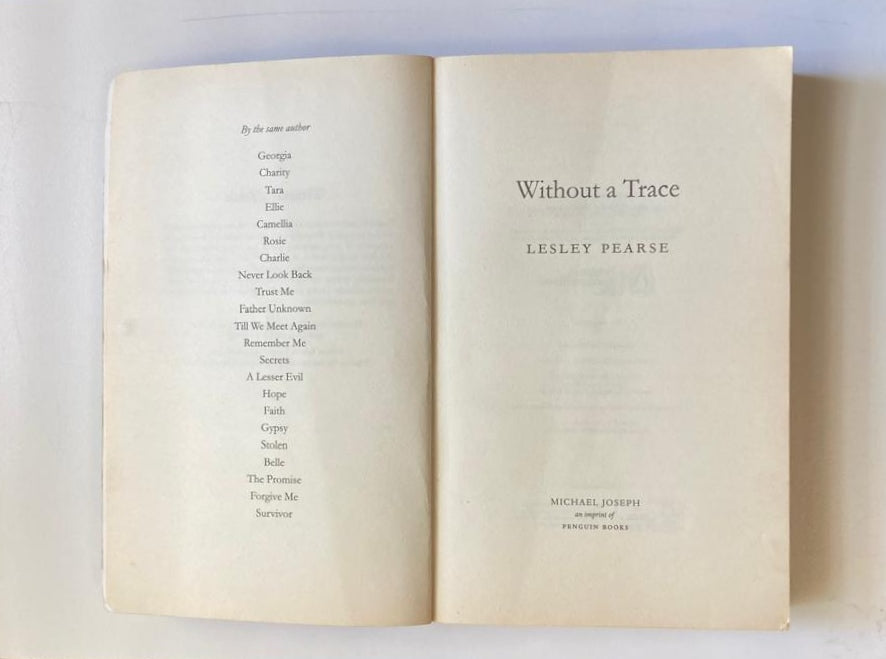 By the same author
Georgia
Charity
Tara
Ellie
Camellia
Rosie
Charlie
Never Look Back
Trust Me
Father Unknown
Till We Meet Again
Remember Me
Secrets
A Lesser Evil
Hope
Faith
Gypsy
Stolen
Belle
The Promise
Forgive Me
Survivor
Without a Trace
LESLEY PEARSE
MICHAEL JOSEPH
an imprint of
PENGUIN BOOKS